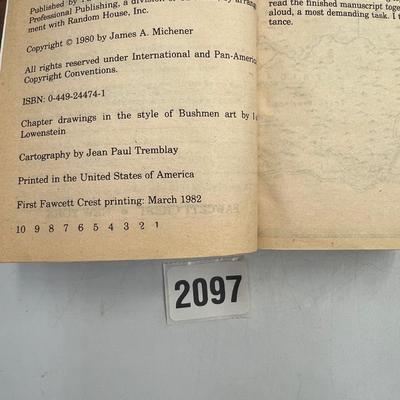 Published by
Professional Publishing, a division of
ment with Random House, Inc.
Copyright © 1980 by James A. Michener
All rights reserved under International and Pan-America
Copyright Conventions.
ISBN: 0-449-24474-1
Chapter drawings in the style of Bushmen art by
Lowenstein
Cartography by Jean Paul Tremblay
Printed in the United States of America
First Fawcett Crest printing: March 1982
10 9 8 7 6 5 4 3 2 1
read the finished manuscript toge
aloud, a most demanding task. I t
tance.
2097